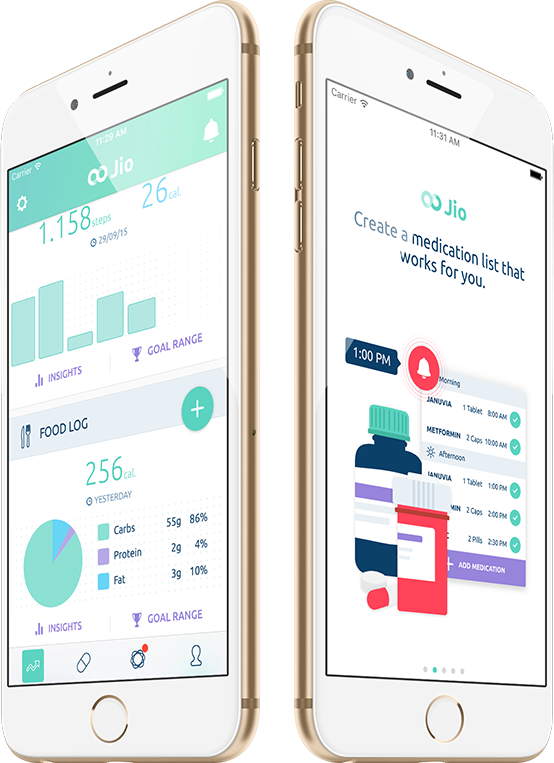 Carrier
11:29 AM
Jio
1.158 steps
26 cal.
29/09/15
INSIGHTS
GOAL RANGE
FOOD LOG
256 cal.
YESTERDAY
Carbs 55g 86%
Protein 2g 4%
Fat 3g 10%
INSIGHTS
GOAL RANGE
Carrier
11:31 AM
Jio
Create a medication list that
works for you.
1:00 PM
Morning
JANUVIA 1 Tablet 8:00 AM
METFORMIN 2 Caps 10:00 AM
Afternoon
JANUVIA 1 Tablet 1:00 PM
2 Caps 2:00 PM
2 Pills 2:30 PM
ADD MEDICATION